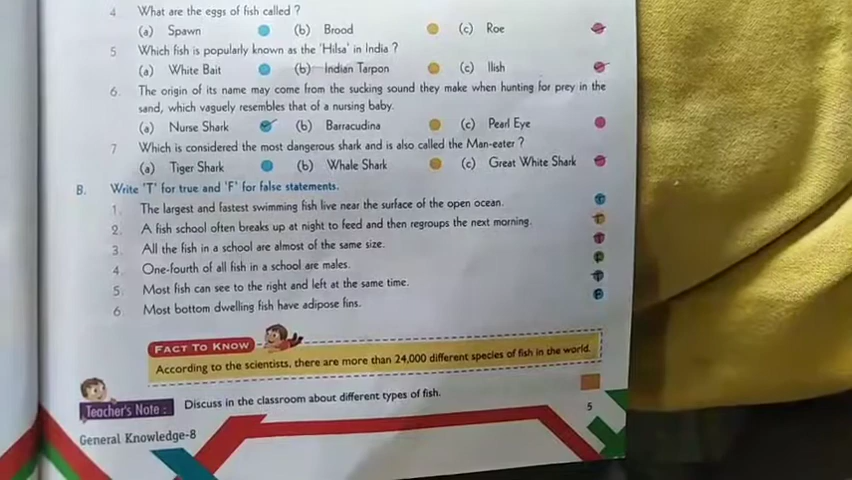 4 What are the eggs of fish called ?
(a) Spawn (b) Brood (c) Roe
5 Which fish is popularly known as the 'Hilsa' in India ?
(a) White Bait (b) Indian Tarpon (c) Ilish
6. The origin of its name may come from the sucking sound they make when hunting for prey in the
sand, which vaguely resembles that of a nursing baby.
(a) Nurse Shark (b) Barracudina (c) Pearl Eye
7 Which is considered the most dangerous shark and is also called the Man-eater ?
(a) Tiger Shark (b) Whale Shark (c) Great White Shark
B. Write 'T' for true and 'F' for false statements.
1. The largest and fastest swimming fish live near the surface of the open ocean. T
2. A fish school often breaks up at night to feed and then regroups the next morning. T
3. All the fish in a school are almost of the same size. T
4. One-fourth of all fish in a school are males. F
5. Most fish can see to the right and left at the same time. T
6 Most bottom dwelling fish have adipose fins. F
FACT TO KNOW
According to the scientists, there are more than 24,000 different species of fish in the world.
Teacher's Note : Discuss in the classroom about different types of fish.
General Knowledge-8 5